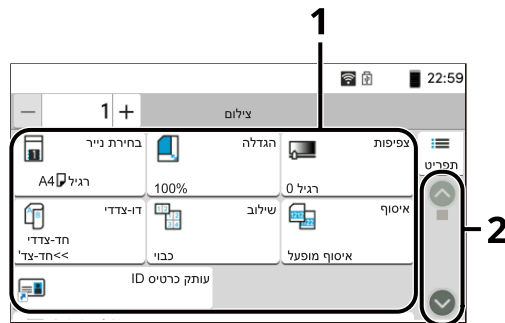 1
22:59
− 1 + צילום
תפריט
צפיפות
רגיל 0
הגדלה
100%
בחירת נייר
A4 רגיל
איסוף
איסוף מופעל
שילוב
כבוי
דו-צדדי
חד-צדדי
>>חד-צד'
עותק כרטיס ID
2